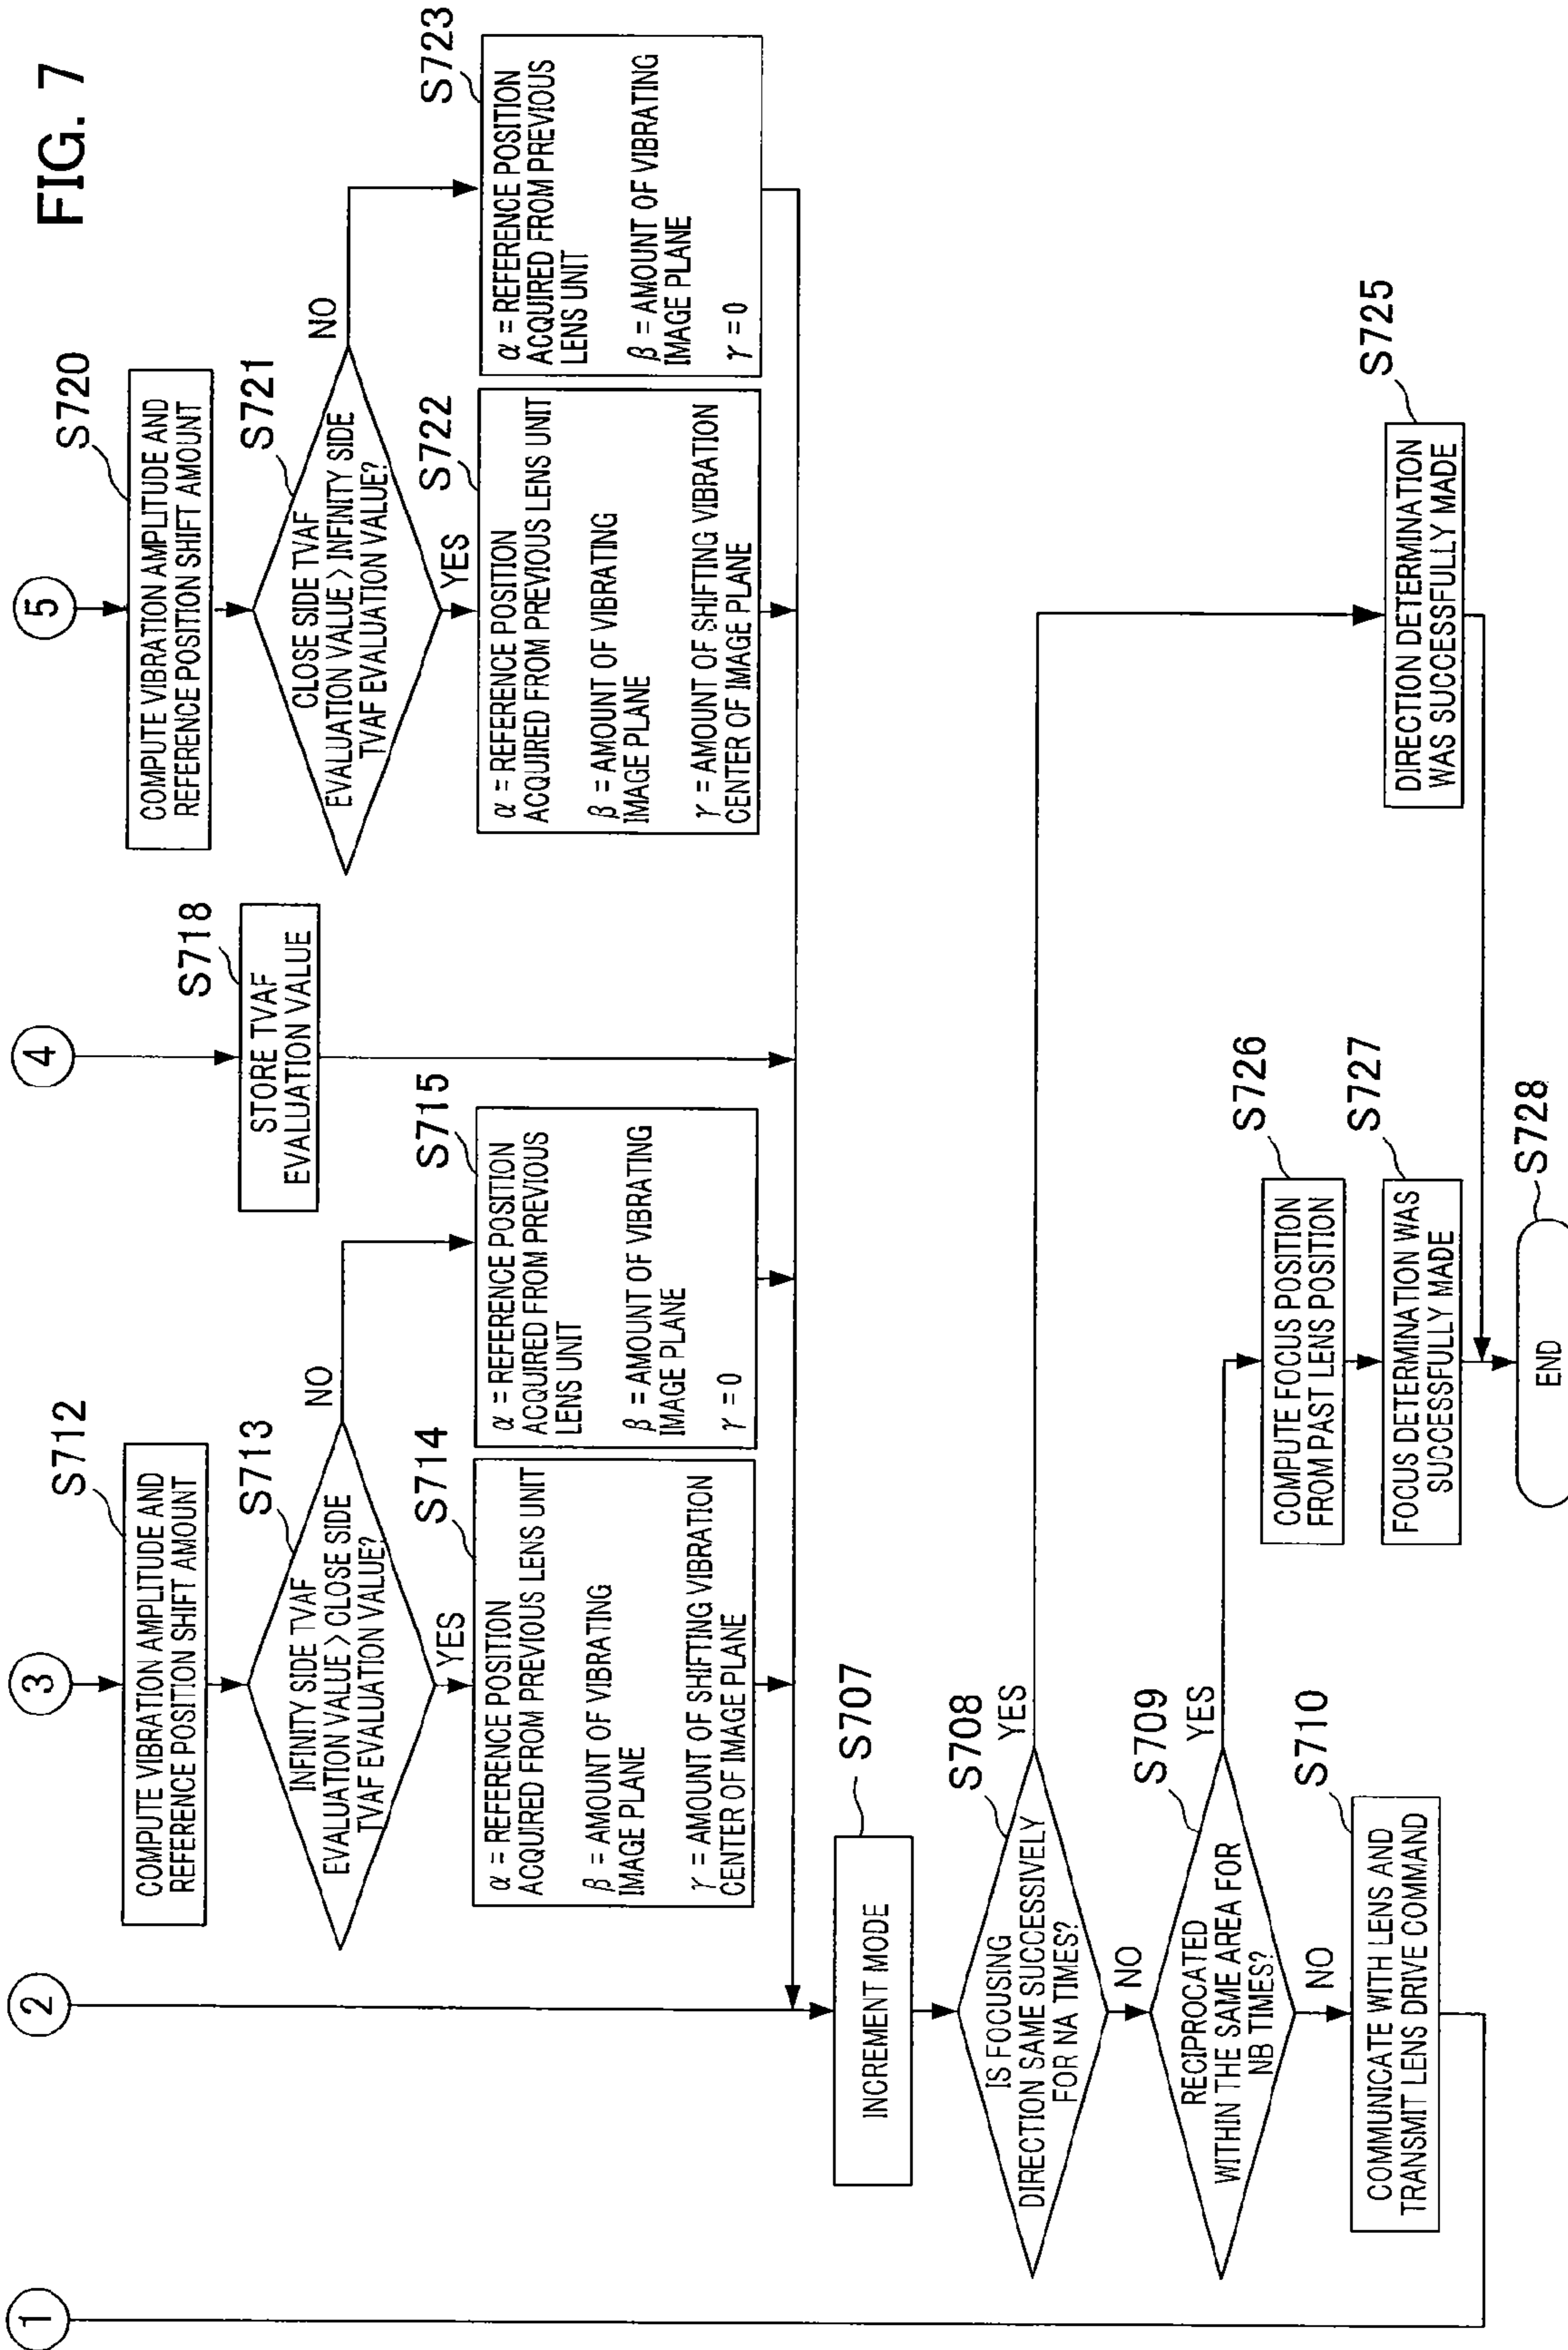 FIG. 7
1
2
3
4
5
S712
COMPUTE VIBRATION AMPLITUDE AND
REFERENCE POSITION SHIFT AMOUNT
S713
INFINITY SIDE TVAF
EVALUATION VALUE > CLOSE SIDE
TVAF EVALUATION VALUE?
YES
NO
S714
α = REFERENCE POSITION
ACQUIRED FROM PREVIOUS LENS UNIT
β = AMOUNT OF VIBRATING
IMAGE PLANE
γ = AMOUNT OF SHIFTING VIBRATION
CENTER OF IMAGE PLANE
S715
α = REFERENCE POSITION
ACQUIRED FROM PREVIOUS
LENS UNIT
β = AMOUNT OF VIBRATING
IMAGE PLANE
γ = 0
S718
STORE TVAF
EVALUATION VALUE
S720
COMPUTE VIBRATION AMPLITUDE AND
REFERENCE POSITION SHIFT AMOUNT
S721
CLOSE SIDE TVAF
EVALUATION VALUE > INFINITY SIDE
TVAF EVALUATION VALUE?
YES
NO
S722
α = REFERENCE POSITION
ACQUIRED FROM PREVIOUS LENS UNIT
β = AMOUNT OF VIBRATING
IMAGE PLANE
γ = AMOUNT OF SHIFTING VIBRATION
CENTER OF IMAGE PLANE
S723
α = REFERENCE POSITION
ACQUIRED FROM PREVIOUS
LENS UNIT
β = AMOUNT OF VIBRATING
IMAGE PLANE
γ = 0
S707
INCREMENT MODE
S708
IS FOCUSING
DIRECTION SAME SUCCESSIVELY
FOR NA TIMES?
YES
NO
S709
RECIPROCATED
WITHIN THE SAME AREA FOR
NB TIMES?
YES
NO
S710
COMMUNICATE WITH LENS AND
TRANSMIT LENS DRIVE COMMAND
S725
DIRECTION DETERMINATION
WAS SUCCESSFULLY MADE
S726
COMPUTE FOCUS POSITION
FROM PAST LENS POSITION
S727
FOCUS DETERMINATION WAS
SUCCESSFULLY MADE
S728
END